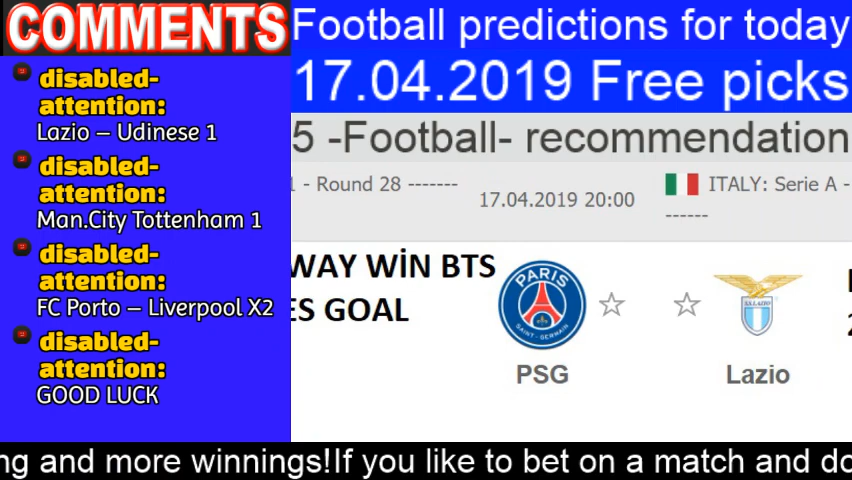 COMMENTS
disabled-
attention:
Lazio – Udinese 1
disabled-
attention:
Man.City Tottenham 1
disabled-
attention:
FC Porto – Liverpool X2
disabled-
attention:
GOOD LUCK
Football predictions for today
17.04.2019 Free picks
5 -Football- recommendation
- Round 28 -------
17.04.2019 20:00
ITALY: Serie A -
------
WAY WİN BTS
ES GOAL
PARIS
SAINT-GERMAIN
PSG
S.S. LAZIO
Lazio
ng and more winnings!If you like to bet on a match and do